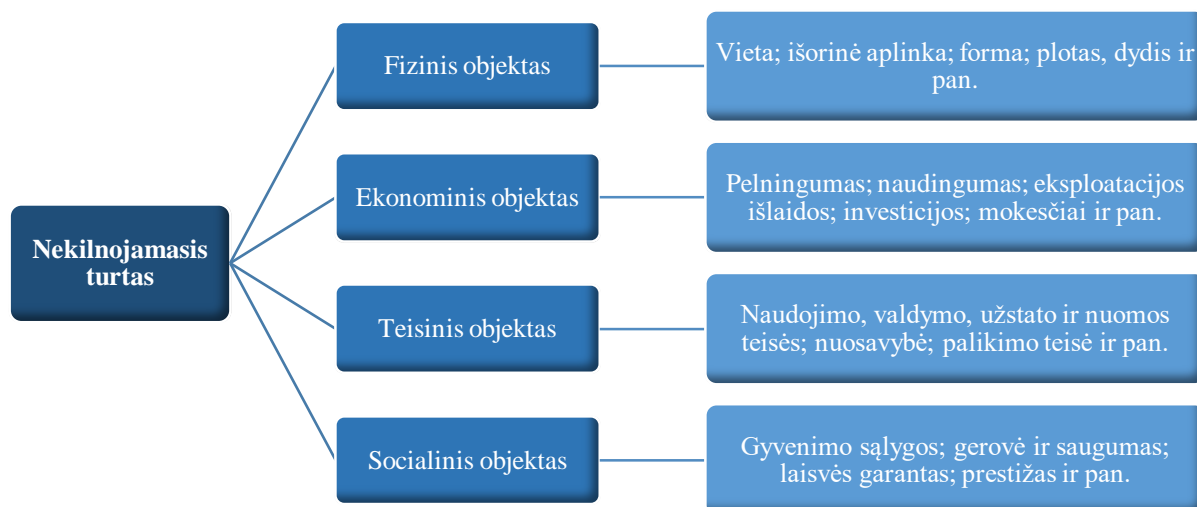 Fizinis objektas
Vieta; išorinė aplinka; forma; plotas, dydis ir
pan.
Ekonominis objektas
Pelningumas; naudingumas; eksploatacijos
išlaidos; investicijos; mokesčiai ir pan.
Nekilnojamasis
turtas
Teisinis objektas
Naudojimo, valdymo, užstato ir nuomos
teisės; nuosavybė; palikimo teisė ir pan.
Socialinis objektas
Gyvenimo sąlygos; gerovė ir saugumas;
laisvės garantas; prestižas ir pan.